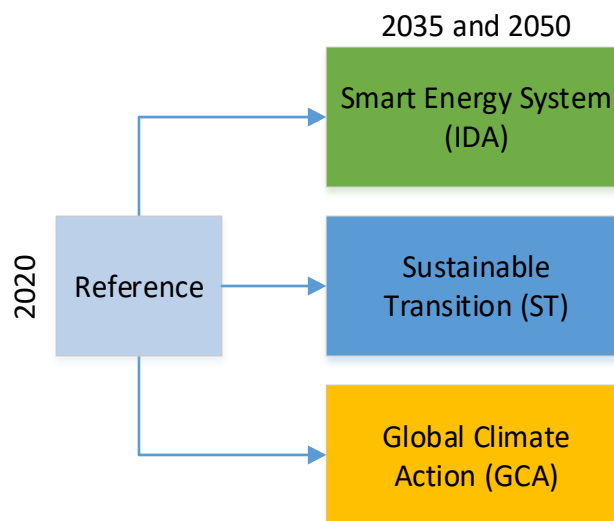 2035 and 2050
Smart Energy System
(IDA)
2020
Reference
Sustainable
Transition (ST)
Global Climate
Action (GCA)